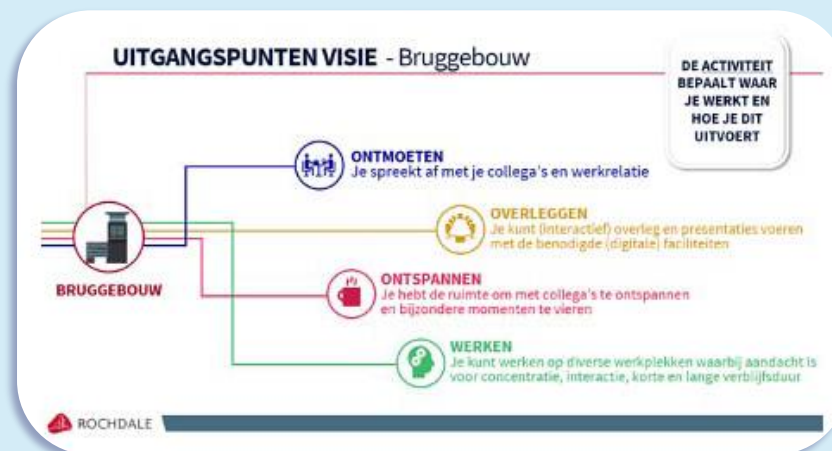 UITGANGSPUNTEN VISIE - Bruggebouw
DE ACTIVITEIT
BEPAALT WAAR
JE WERKT EN
HOE JE DIT
UITVOERT
ONTMOETEN
Je spreekt af met je collega's en werkrelatie
OVERLEGGEN
Je kunt (interactief) overleg en presentaties voeren
met de benodigde (digitale) faciliteiten
BRUGGEBOUW
ONTSPANNEN
Je hebt de ruimte om met collega's te ontspannen
en bijzondere momenten te vieren
WERKEN
Je kunt werken op diverse werkplekken waarbij aandacht is
voor concentratie, interactie, korte en lange verblijfsduur
ROCHDALE